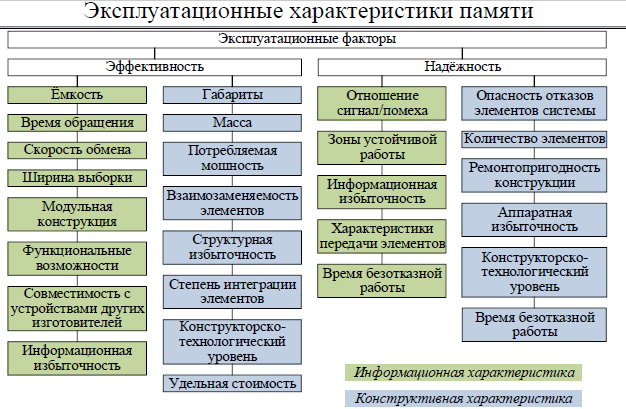 Эксплуатационные характеристики памяти
Эксплуатационные факторы
Эффективность
Надёжность
Ёмкость
Время обращения
Скорость обмена
Ширина выборки
Модульная
конструкция
Функциональные
возможности
Совместимость с
устройствами других
изготовителей
Информационная
избыточность
Габариты
Масса
Потребляемая
мощность
Взаимозаменяемость
элементов
Структурная
избыточность
Степень интеграции
элементов
Конструкторско-
технологический
уровень
Удельная стоимость
Отношение
сигнал/помеха
Зоны устойчивой
работы
Информационная
избыточность
Характеристики
передачи элементов
Время безотказной
работы
Опасность отказов
элементов системы
Количество элементов
Ремонтопригодность
конструкции
Аппаратная
избыточность
Конструкторско-
технологический
уровень
Время безотказной
работы
Информационная характеристика
Конструктивная характеристика